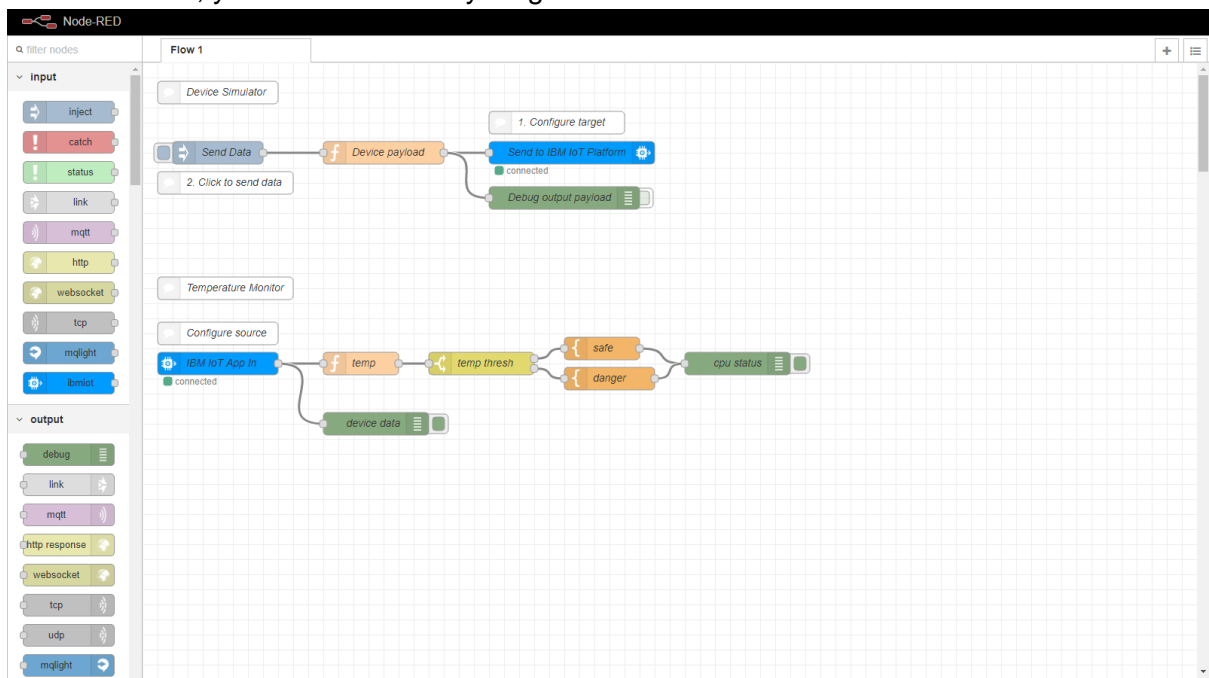 Node-RED
filter nodes
Flow 1
input
inject
catch
status
link
mqtt
http
websocket
tcp
mqlight
ibmiot
output
debug
link
mqtt
http response
websocket
tcp
udp
mqlight
Device Simulator
1. Configure target
Send Data
Device payload
Send to IBM IoT Platform
connected
2. Click to send data
Debug output payload
Temperature Monitor
Configure source
IBM IoT App In
connected
temp
temp thresh
safe
danger
cpu status
device data